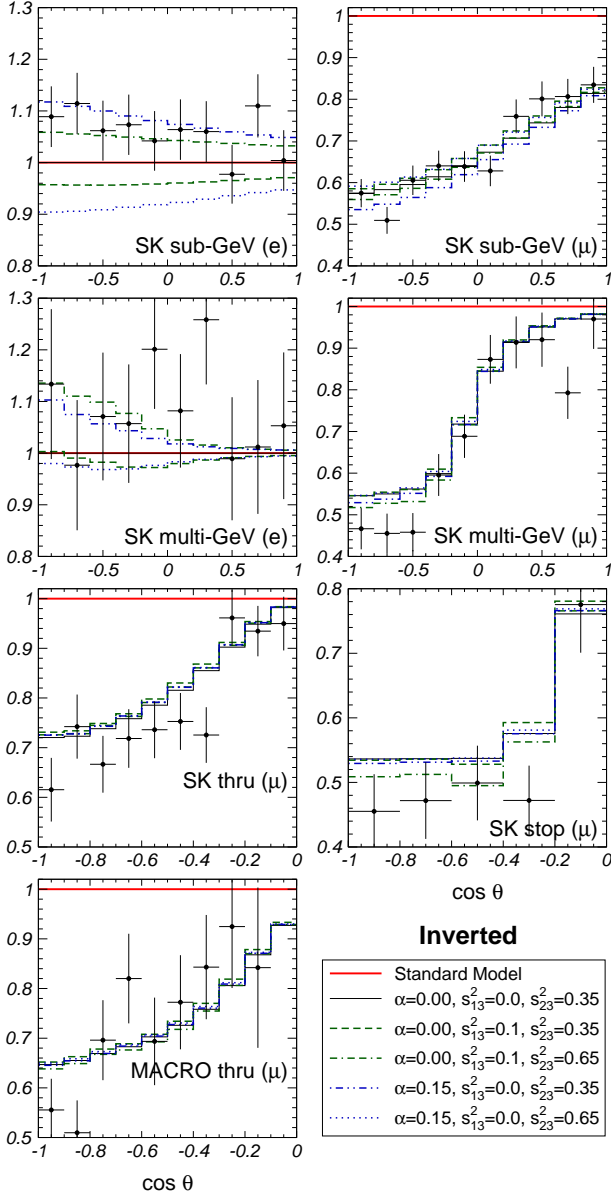 1.3
1.2
1.1
1
0.9
0.8
-1 -0.5 0 0.5 1
SK sub-GeV (e)
1
0.9
0.8
0.7
0.6
0.5
0.4
-1 -0.5 0 0.5 1
SK sub-GeV (μ)
1.3
1.2
1.1
1
0.9
0.8
-1 -0.5 0 0.5 1
SK multi-GeV (e)
1
0.9
0.8
0.7
0.6
0.5
0.4
-1 -0.5 0 0.5 1
SK multi-GeV (μ)
1
0.9
0.8
0.7
0.6
0.5
-1 -0.8 -0.6 -0.4 -0.2 0
SK thru (μ)
0.8
0.7
0.6
0.5
0.4
-1 -0.8 -0.6 -0.4 -0.2 0
SK stop (μ)
cos θ
1
0.9
0.8
0.7
0.6
0.5
-1 -0.8 -0.6 -0.4 -0.2 0
MACRO thru (μ)
cos θ
Inverted
Standard Model
α=0.00, s²₁₃=0.0, s²₂₃=0.35
α=0.00, s²₁₃=0.1, s²₂₃=0.35
α=0.00, s²₁₃=0.1, s²₂₃=0.65
α=0.15, s²₁₃=0.0, s²₂₃=0.35
α=0.15, s²₁₃=0.0, s²₂₃=0.65